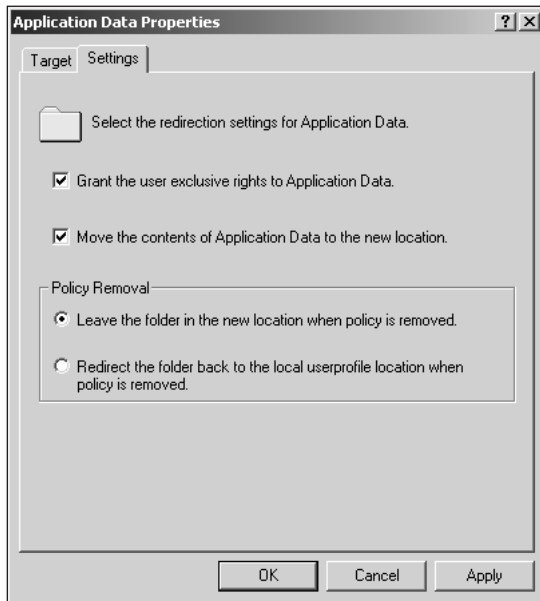 Application Data Properties
Target
Settings
Select the redirection settings for Application Data.
Grant the user exclusive rights to Application Data.
Move the contents of Application Data to the new location.
Policy Removal
Leave the folder in the new location when policy is removed.
Redirect the folder back to the local userprofile location when
policy is removed.
OK
Cancel
Apply